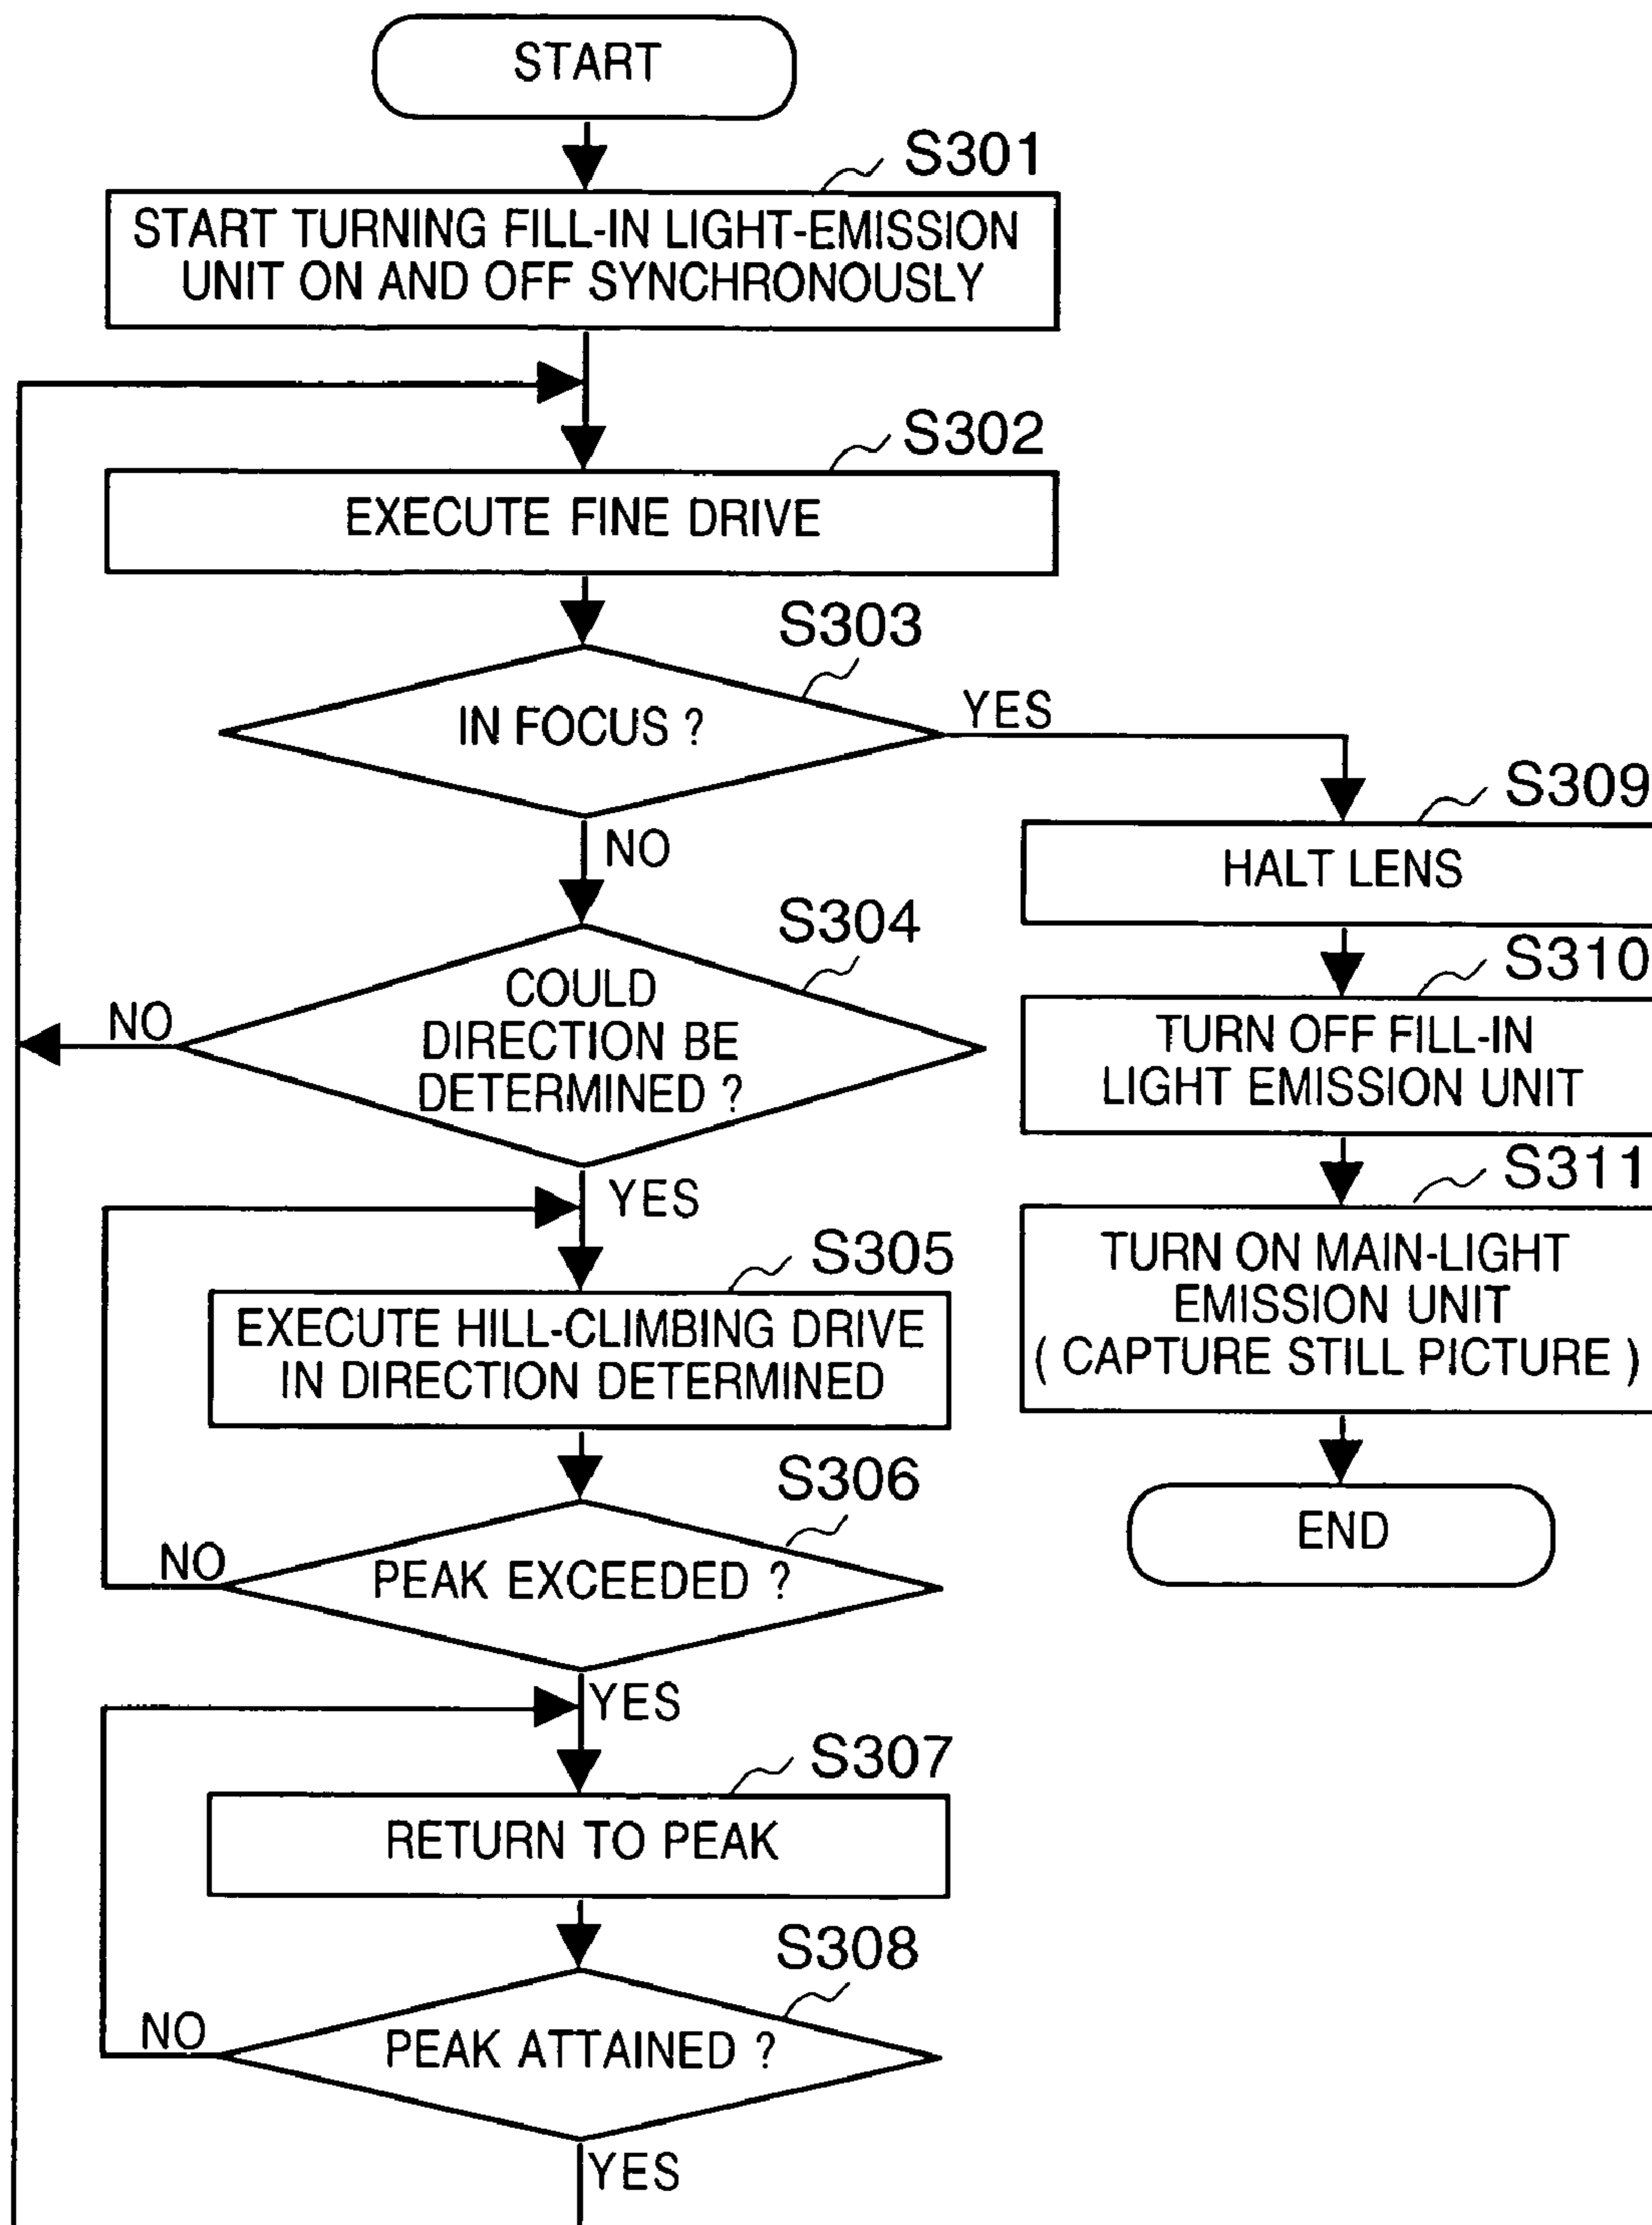 START
S301
START TURNING FILL-IN LIGHT-EMISSION
UNIT ON AND OFF SYNCHRONOUSLY
S302
EXECUTE FINE DRIVE
S303
IN FOCUS ?
YES
NO
S304
COULD
DIRECTION BE
DETERMINED ?
NO
YES
S305
EXECUTE HILL-CLIMBING DRIVE
IN DIRECTION DETERMINED
S306
PEAK EXCEEDED ?
NO
YES
S307
RETURN TO PEAK
S308
PEAK ATTAINED ?
NO
YES
S309
HALT LENS
S310
TURN OFF FILL-IN
LIGHT EMISSION UNIT
S311
TURN ON MAIN-LIGHT
EMISSION UNIT
( CAPTURE STILL PICTURE )
END